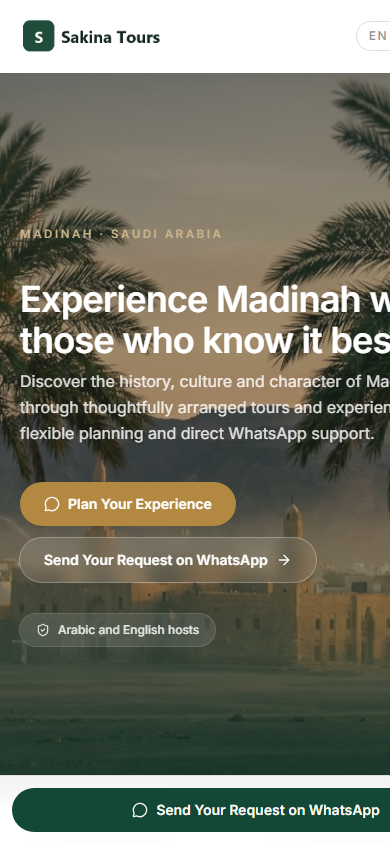 S Sakina Tours
EN
MADINAH · SAUDI ARABIA
Experience Madinah w
those who know it bes
Discover the history, culture and character of Ma
through thoughtfully arranged tours and experien
flexible planning and direct WhatsApp support.
Plan Your Experience
Send Your Request on WhatsApp →
Arabic and English hosts
Send Your Request on WhatsApp